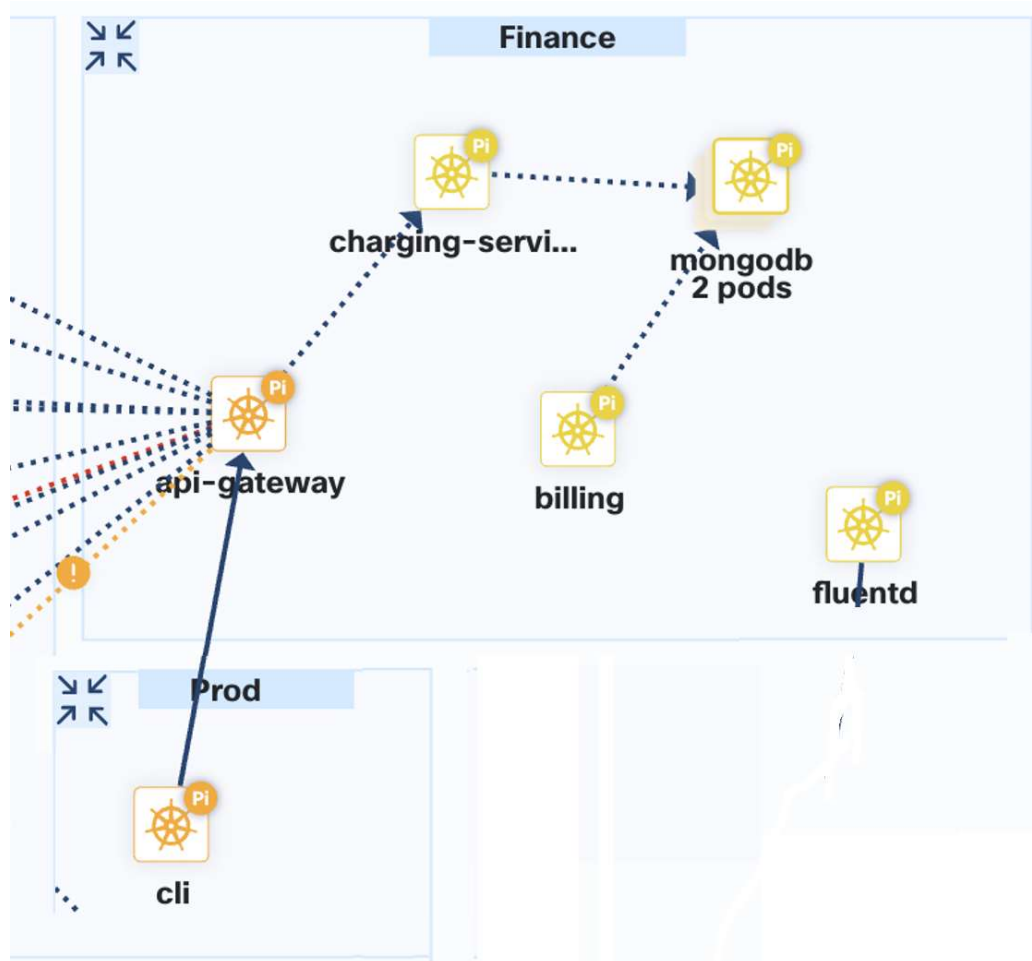 Finance
Pi
Pi
charging-servi...
mongodb
2 pods
Pi
Pi
api-gateway
billing
Pi
!
fluentd
Prod
Pi
cli